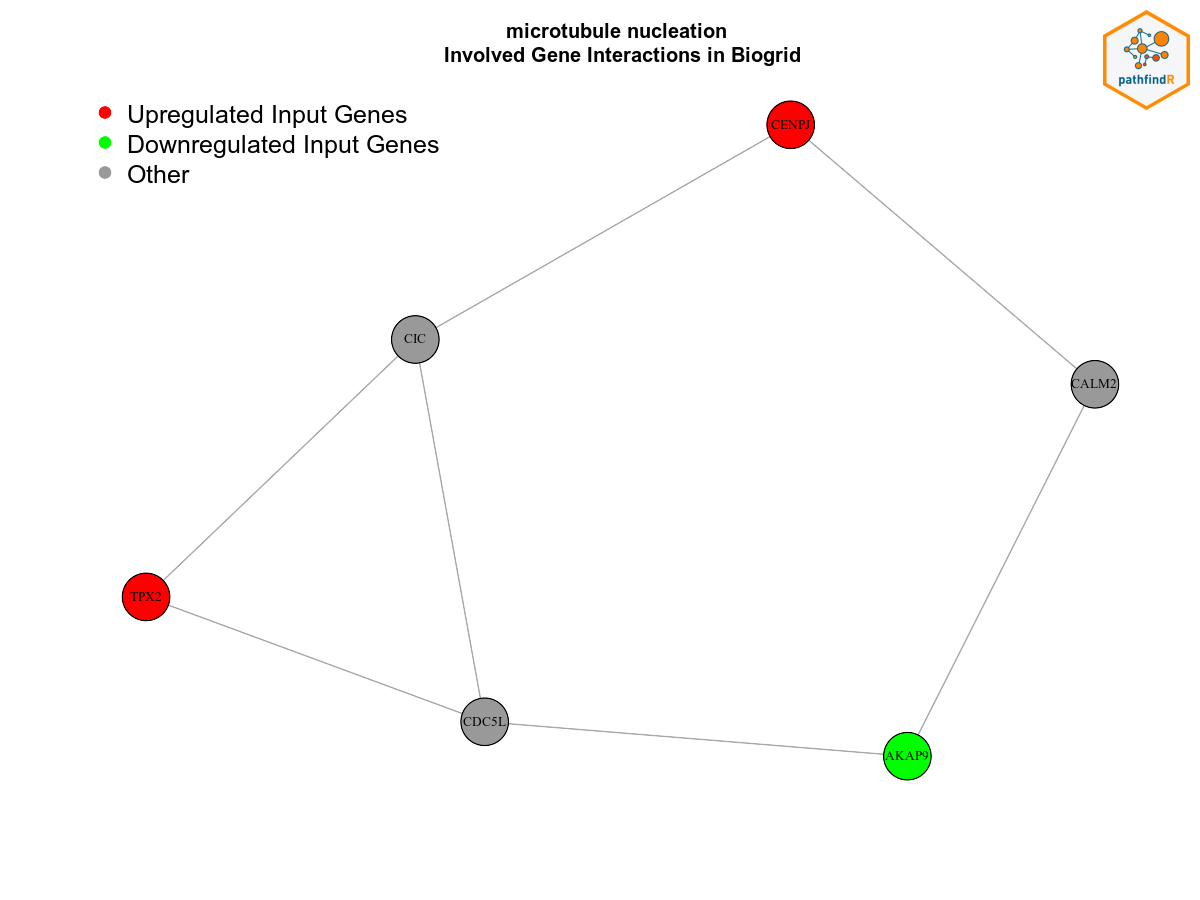 microtubule nucleation
Involved Gene Interactions in Biogrid
pathfindR
Upregulated Input Genes
Downregulated Input Genes
Other
CENPJ
CIC
CALM2
TPX2
CDC5L
AKAP9